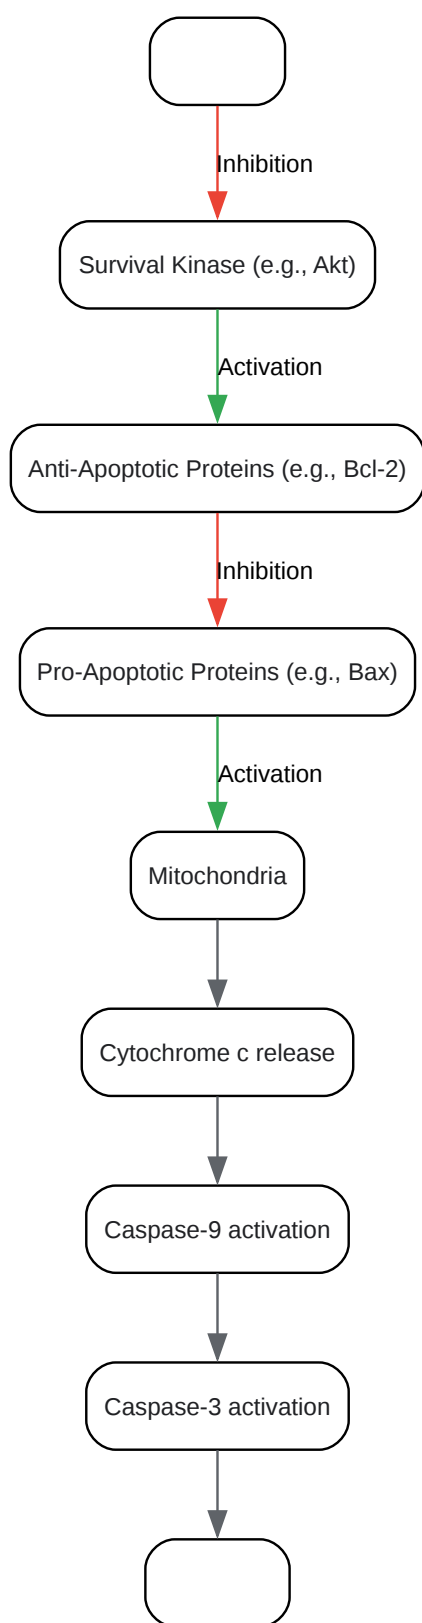 Inhibition
Survival Kinase (e.g., Akt)
Activation
Anti-Apoptotic Proteins (e.g., Bcl-2)
Inhibition
Pro-Apoptotic Proteins (e.g., Bax)
Activation
Mitochondria
Cytochrome c release
Caspase-9 activation
Caspase-3 activation